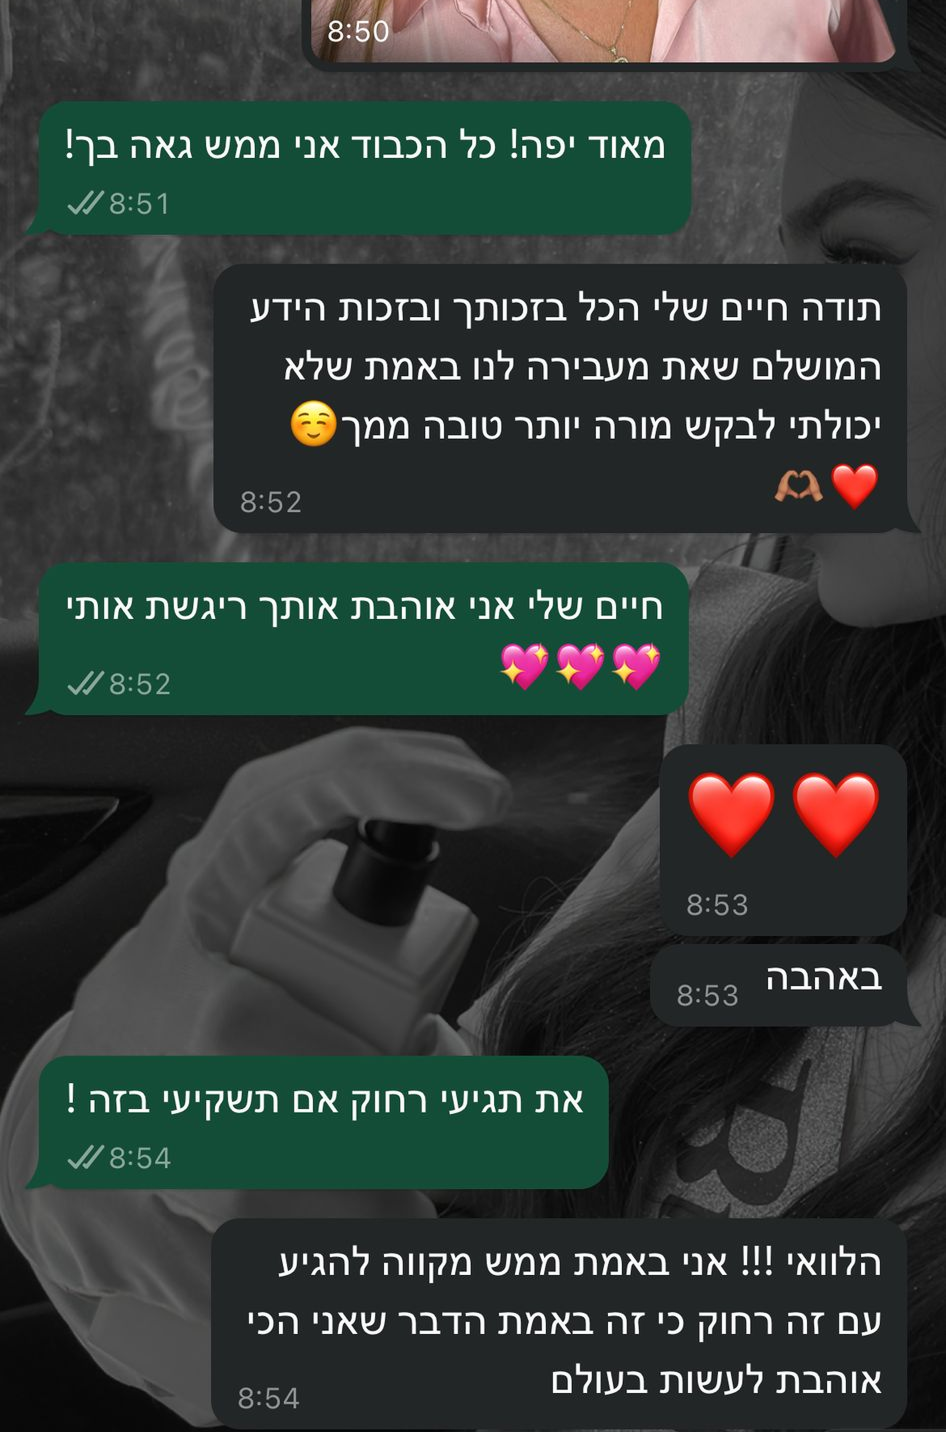 8:50
מאוד יפה! כל הכבוד אני ממש גאה בך!
8:51
תודה חיים שלי הכל בזכותך ובזכות הידע
המושלם שאת מעבירה לנו באמת שלא
יכולתי לבקש מורה יותר טובה ממך☺️
❤️🫶🏽
8:52
חיים שלי אני אוהבת אותך ריגשת אותי
💖💖💖
8:52
❤️❤️
8:53
באהבה
8:53
את תגיעי רחוק אם תשקיעי בזה !
8:54
הלוואי !!! אני באמת ממש מקווה להגיע
עם זה רחוק כי זה באמת הדבר שאני הכי
אוהבת לעשות בעולם
8:54